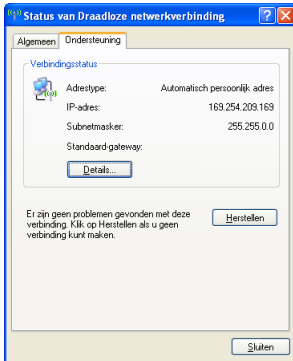 Status van Draadloze netwerkverbinding
Algemeen Ondersteuning
Verbindingsstatus
Adrestype: Automatisch persoonlijk adres
IP-adres: 169.254.209.169
Subnetmasker: 255.255.0.0
Standaard-gateway:
Details...
Er zijn geen problemen gevonden met deze
verbinding. Klik op Herstellen als u geen
verbinding kunt maken.
Herstellen
Sluiten